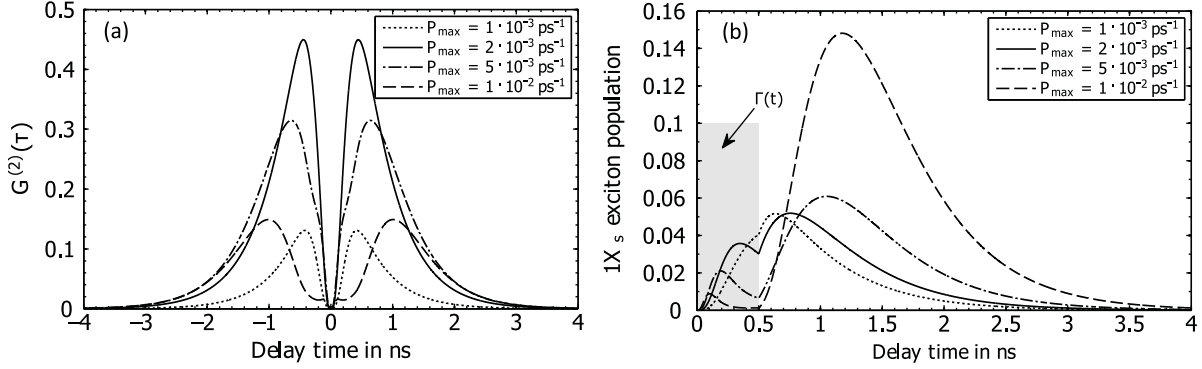 (a)
P max = 1 · 10⁻³ ps⁻¹
P max = 2 · 10⁻³ ps⁻¹
P max = 5 · 10⁻³ ps⁻¹
P max = 1 · 10⁻² ps⁻¹
G⁽²⁾(τ)
0.5
0.4
0.3
0.2
0.1
0
−4 −3 −2 −1 0 1 2 3 4
Delay time in ns
(b)
P max = 1 · 10⁻³ ps⁻¹
P max = 2 · 10⁻³ ps⁻¹
P max = 5 · 10⁻³ ps⁻¹
P max = 1 · 10⁻² ps⁻¹
Γ(t)
1X s exciton population
0.16
0.14
0.12
0.1
0.08
0.06
0.04
0.02
0
0 0.5 1 1.5 2 2.5 3 3.5 4
Delay time in ns